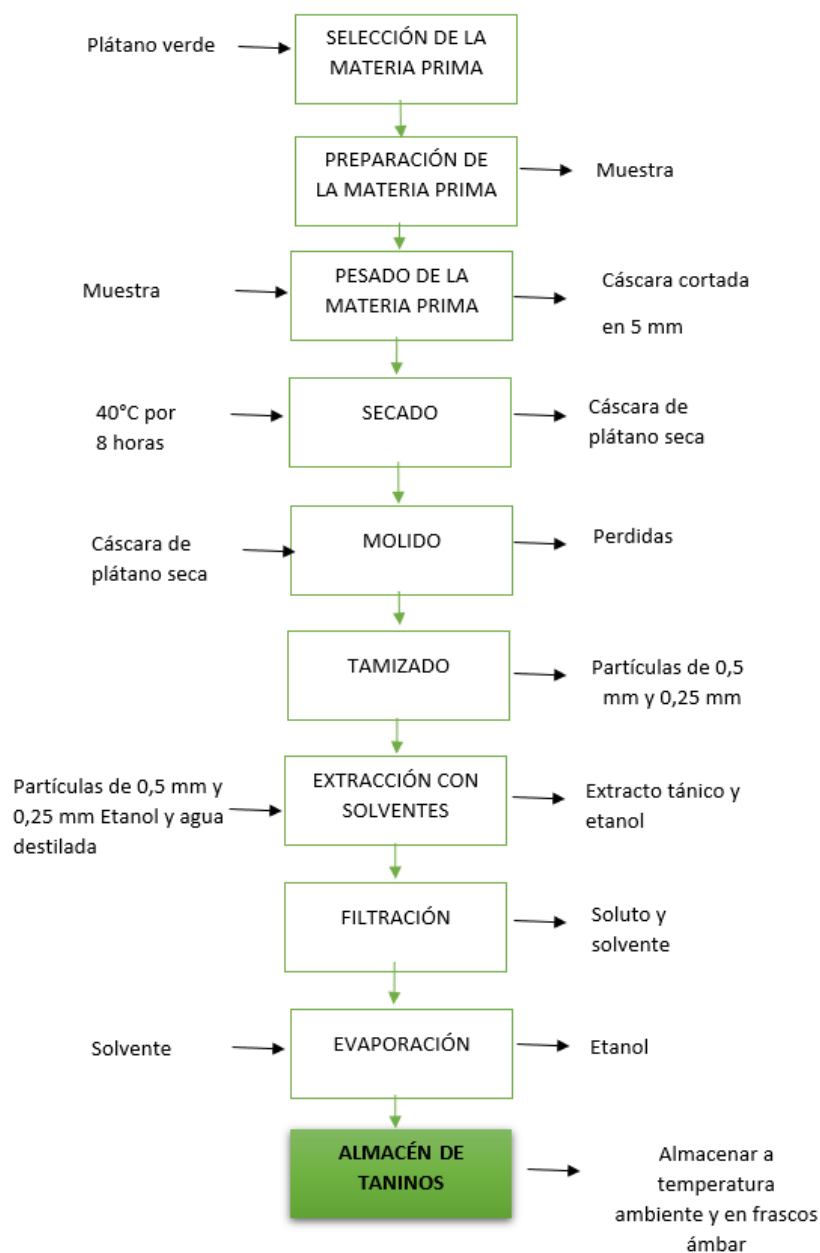 Plátano verde
SELECCIÓN DE LA
MATERIA PRIMA
PREPARACIÓN DE
LA MATERIA PRIMA
Muestra
Muestra
PESADO DE LA
MATERIA PRIMA
Cáscara cortada
en 5 mm
40°C por
8 horas
SECADO
Cáscara de
plátano seca
Cáscara de
plátano seca
MOLIDO
Perdidas
TAMIZADO
Partículas de 0,5
mm y 0,25 mm
Partículas de 0,5 mm y
0,25 mm Etanol y agua
destilada
EXTRACCIÓN CON
SOLVENTES
Extracto tánico y
etanol
FILTRACIÓN
Soluto y
solvente
Solvente
EVAPORACIÓN
Etanol
ALMACÉN DE
TANINOS
Almacenar a
temperatura
ambiente y en frascos
ámbar